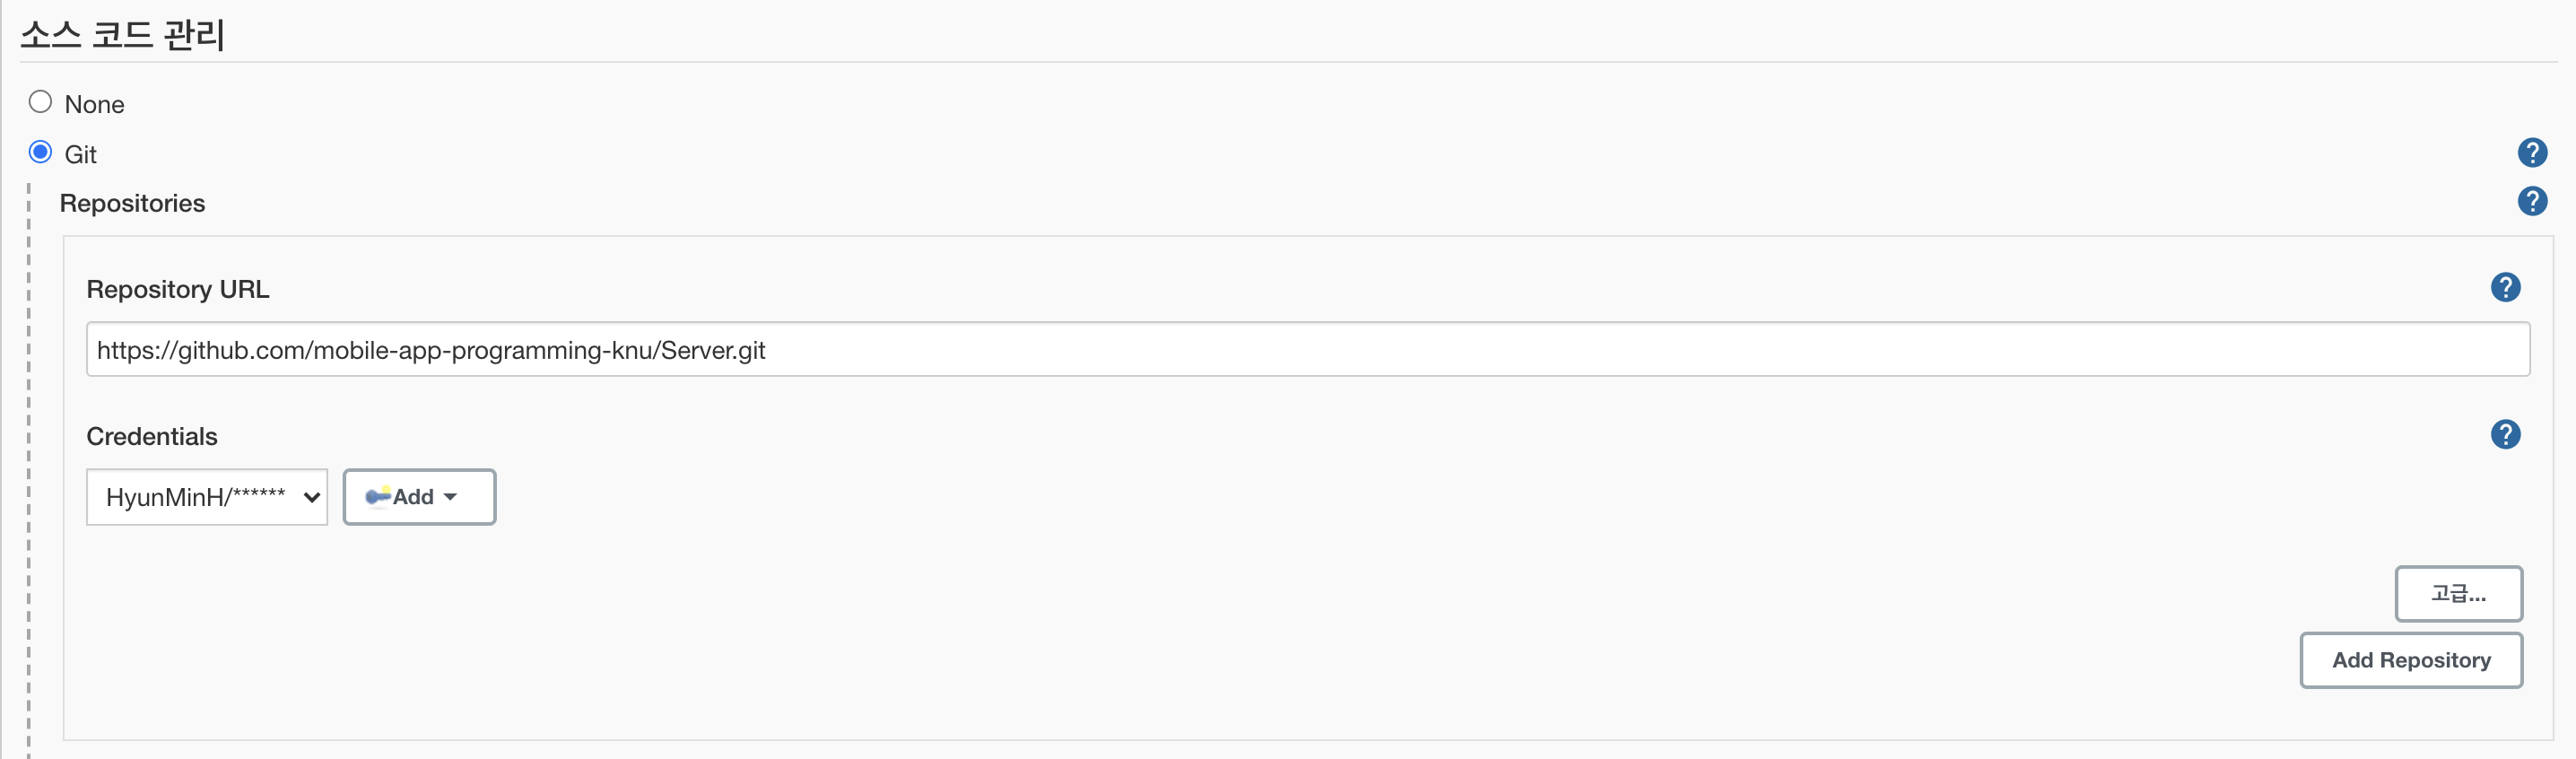 소스 코드 관리
None
Git
?
Repositories
?
Repository URL
?
https://github.com/mobile-app-programming-knu/Server.git
Credentials
?
HyunMinH/******
Add
고급...
Add Repository